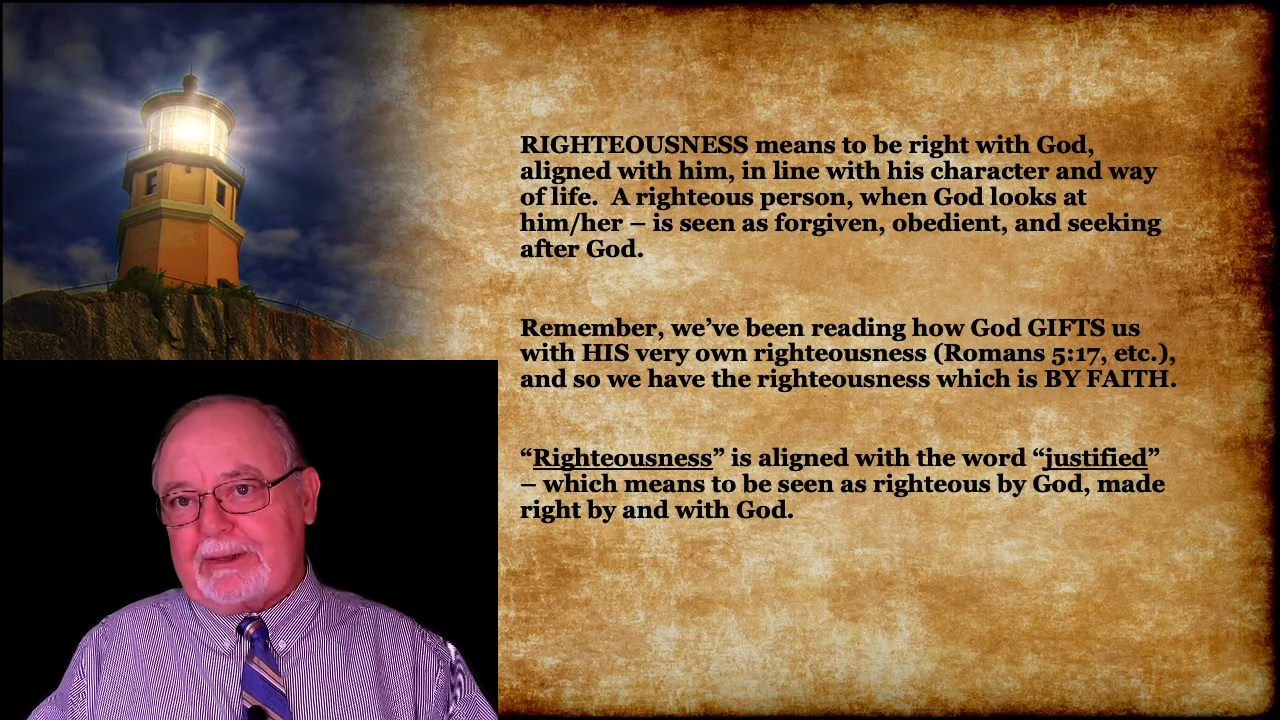 RIGHTEOUSNESS means to be right with God,
aligned with him, in line with his character and way
of life.  A righteous person, when God looks at
him/her – is seen as forgiven, obedient, and seeking
after God.
Remember, we’ve been reading how God GIFTS us
with HIS very own righteousness (Romans 5:17, etc.),
and so we have the righteousness which is BY FAITH.
“Righteousness” is aligned with the word “justified”
– which means to be seen as righteous by God, made
right by and with God.